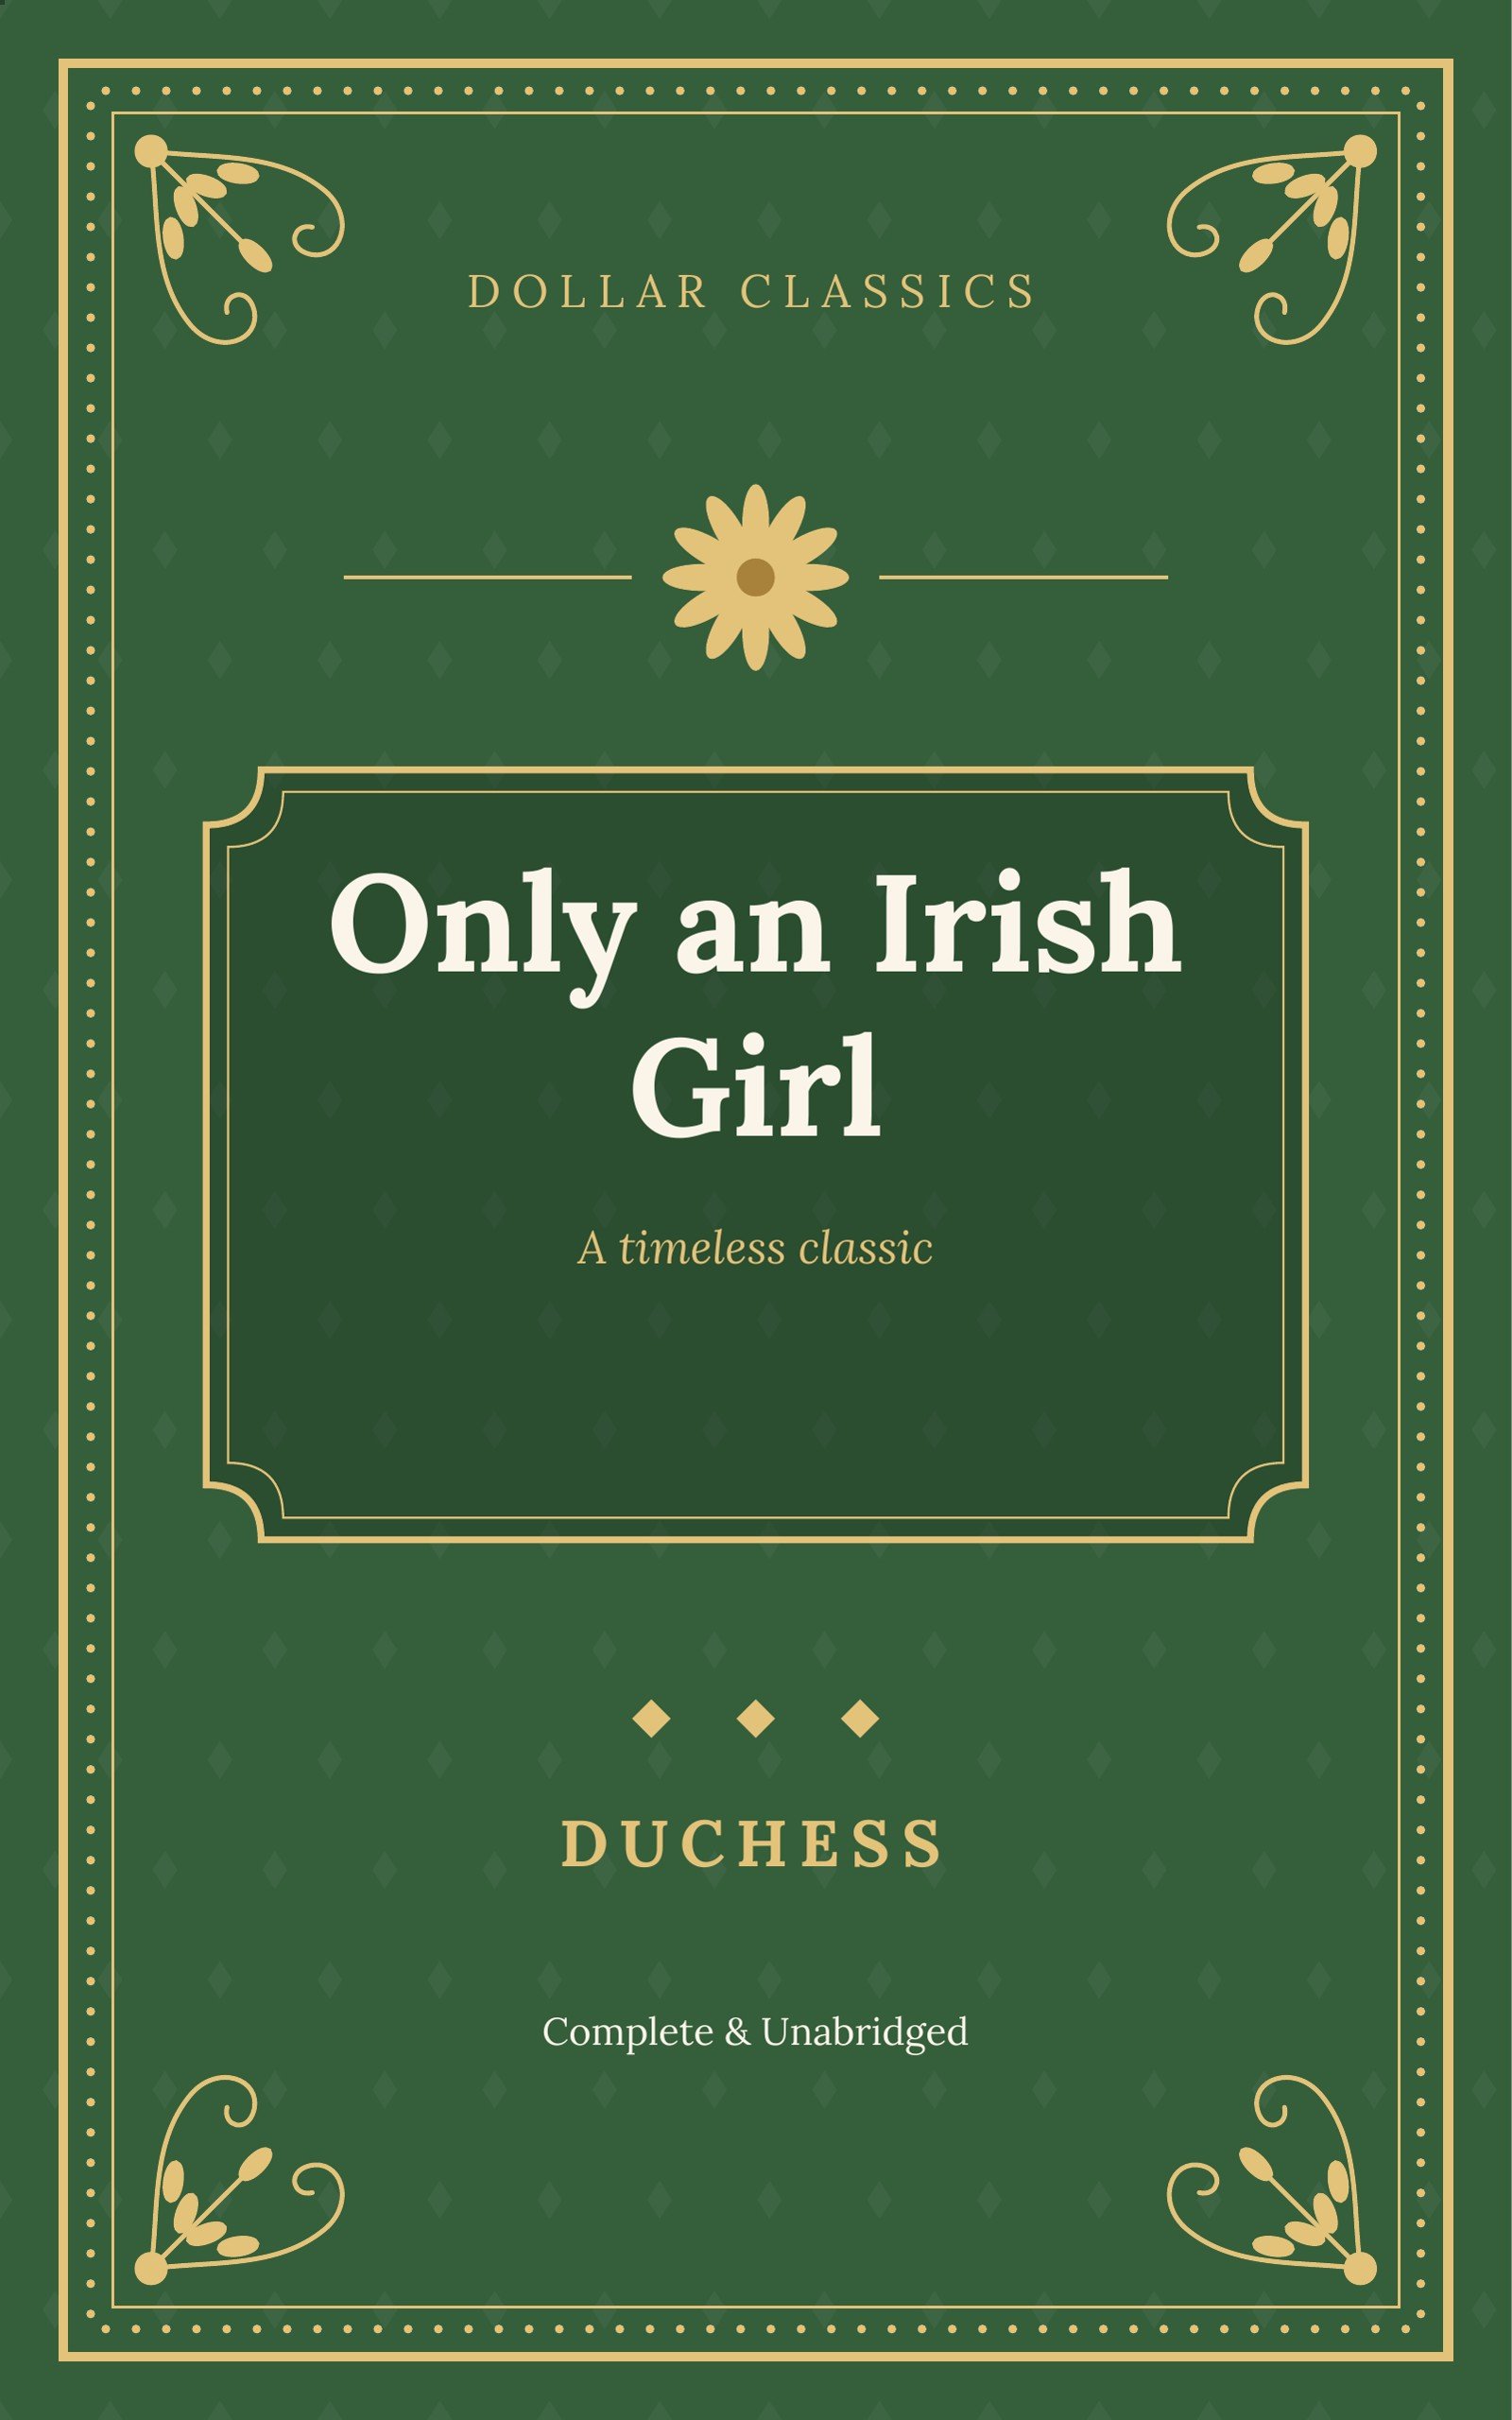 DOLLAR CLASSICS
Only an Irish
Girl
A timeless classic
DUCHESS
Complete & Unabridged